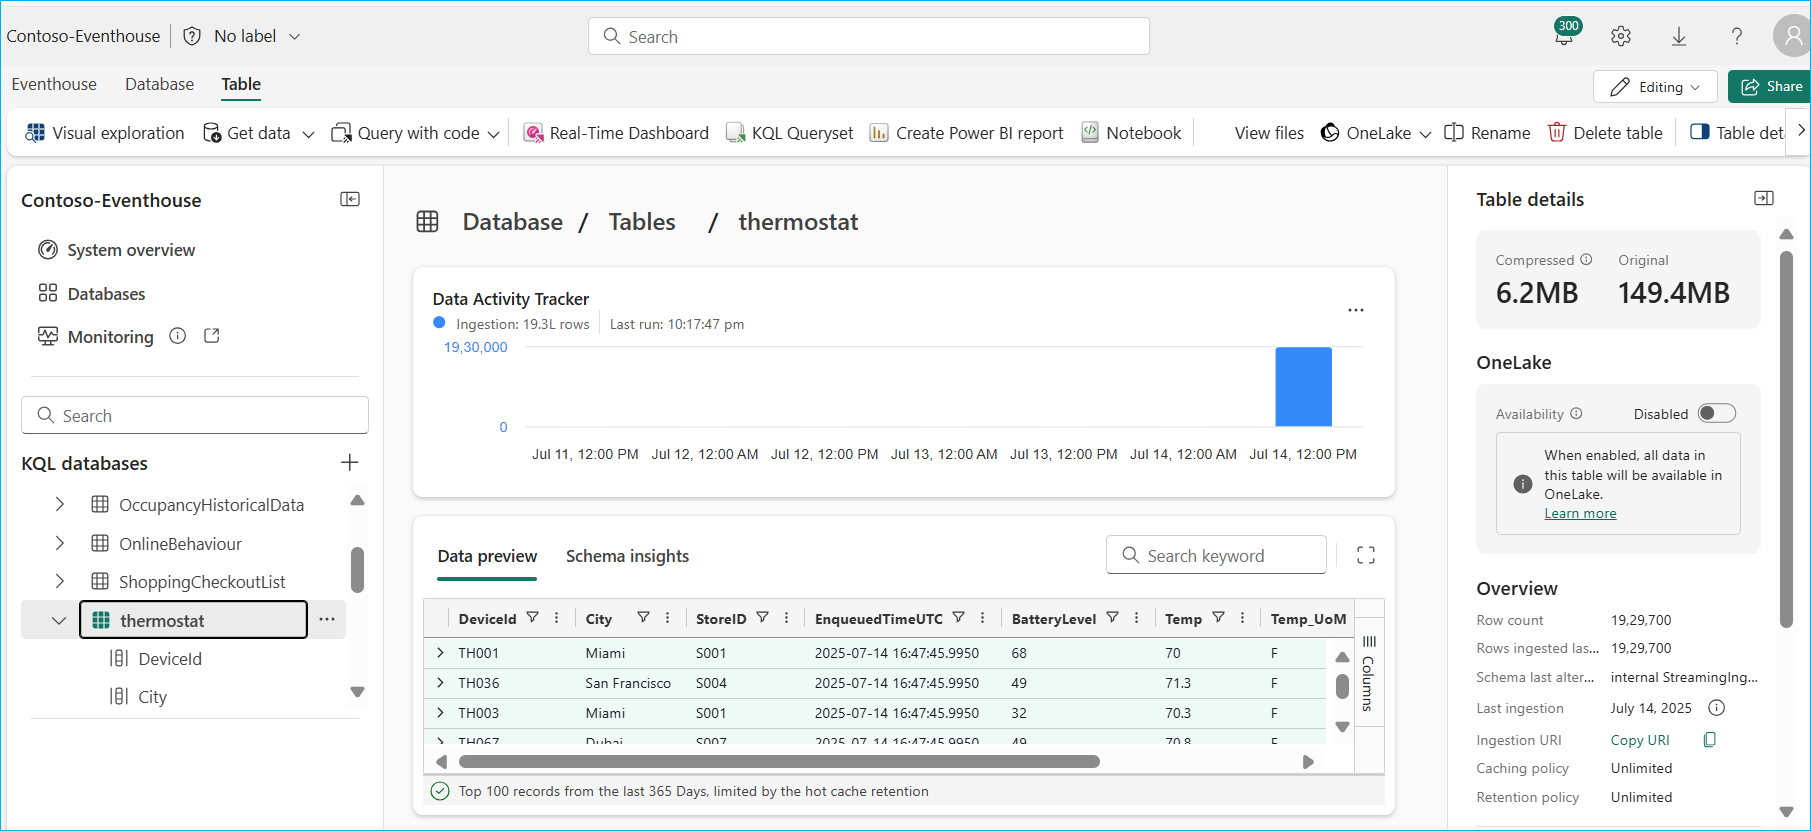 Contoso-Eventhouse No label Search 300
Eventhouse Database Table Editing Share
Visual exploration Get data Query with code Real-Time Dashboard KQL Queryset Create Power BI report Notebook View files OneLake Rename Delete table Table det
Contoso-Eventhouse
System overview
Databases
Monitoring
Search
KQL databases
OccupancyHistoricalData
OnlineBehaviour
ShoppingCheckoutList
thermostat
DeviceId
City
Database / Tables / thermostat
Data Activity Tracker
Ingestion: 19.3L rows Last run: 10:17:47 pm
19,30,000
0
Jul 11, 12:00 PM Jul 12, 12:00 AM Jul 12, 12:00 PM Jul 13, 12:00 AM Jul 13, 12:00 PM Jul 14, 12:00 AM Jul 14, 12:00 PM
Data preview Schema insights Search keyword
DeviceId City StoreID EnqueuedTimeUTC BatteryLevel Temp Temp_UoM
TH001 Miami S001 2025-07-14 16:47:45.9950 68 70 F
TH036 San Francisco S004 2025-07-14 16:47:45.9950 49 71.3 F
TH003 Miami S001 2025-07-14 16:47:45.9950 32 70.3 F
TH067 Dubai S007 2025-07-14 16:47:45.9950 49 70.8 F
Columns
Top 100 records from the last 365 Days, limited by the hot cache retention
Table details
Compressed Original
6.2MB 149.4MB
OneLake
Availability Disabled
When enabled, all data in
this table will be available in
OneLake.
Learn more
Overview
Row count 19,29,700
Rows ingested las... 19,29,700
Schema last alter... internal StreamingIng...
Last ingestion July 14, 2025
Ingestion URI Copy URI
Caching policy Unlimited
Retention policy Unlimited